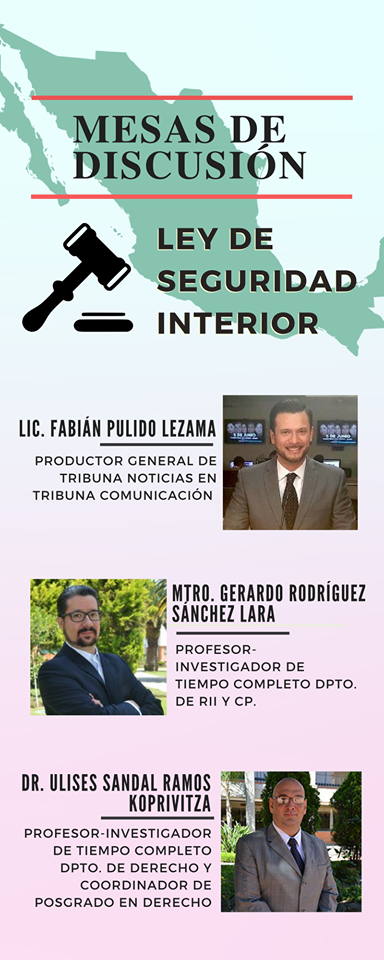 MESAS DE
DISCUSIÓN
LEY DE
SEGURIDAD
INTERIOR
LIC. FABIÁN PULIDO LEZAMA
PRODUCTOR GENERAL DE
TRIBUNA NOTICIAS EN
TRIBUNA COMUNICACIÓN
MTRO. GERARDO RODRÍGUEZ
SÁNCHEZ LARA
PROFESOR-
INVESTIGADOR DE
TIEMPO COMPLETO DPTO.
DE RII Y CP.
DR. ULISES SANDAL RAMOS
KOPRIVITZA
PROFESOR-INVESTIGADOR
DE TIEMPO COMPLETO
DPTO. DE DERECHO Y
COORDINADOR DE
POSGRADO EN DERECHO